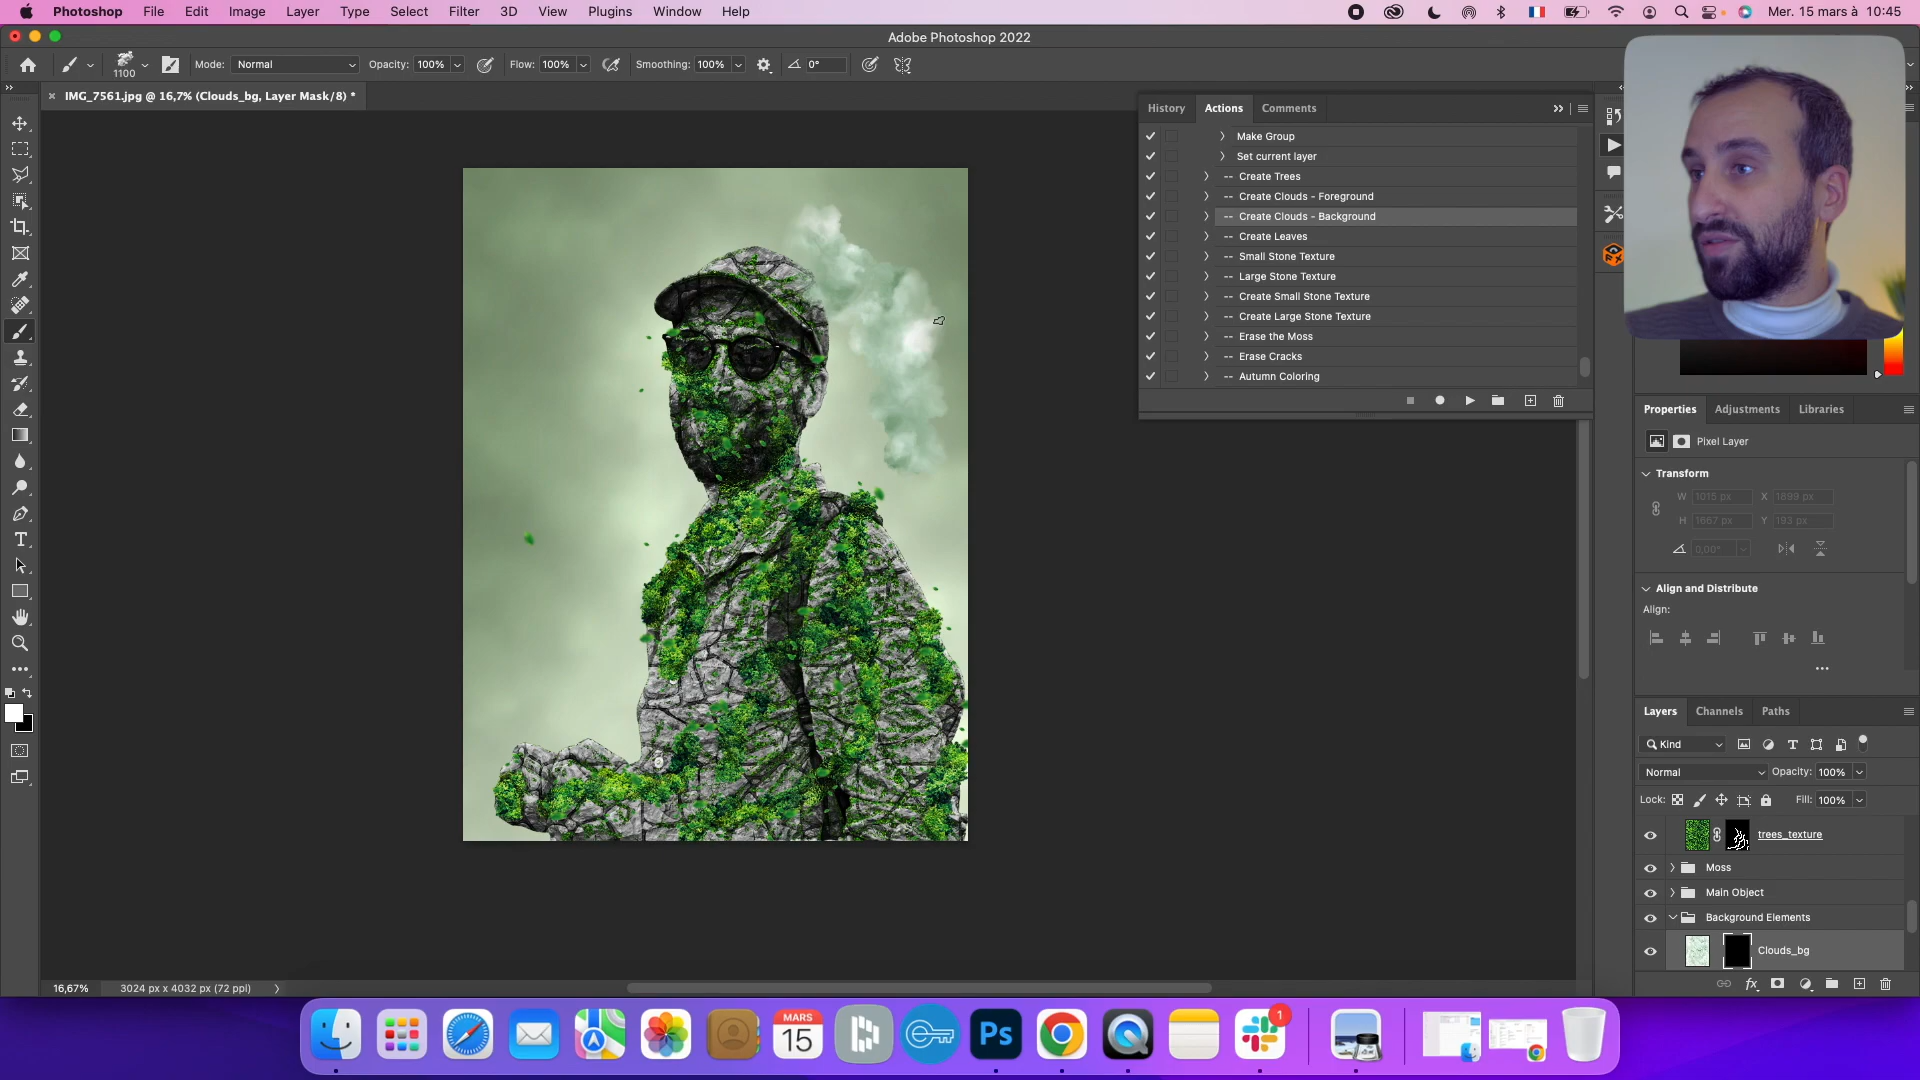 Photoshop File Edit Image Layer Type Select Filter 3D View Plugins Window Help Mer. 15 mars à 10:45
Adobe Photoshop 2022
1100 Mode: Normal Opacity: 100% Flow: 100% Smoothing: 100% 0°
IMG_7561.jpg @ 16,7% (Clouds_bg, Layer Mask/8) *
History Actions Comments
Make Group
Set current layer
-- Create Trees
-- Create Clouds - Foreground
-- Create Clouds - Background
-- Create Leaves
-- Small Stone Texture
-- Large Stone Texture
-- Create Small Stone Texture
-- Create Large Stone Texture
-- Erase the Moss
-- Erase Cracks
-- Autumn Coloring
Properties Adjustments Libraries
Pixel Layer
Transform
W 1015 px X 1899 px
H 1667 px Y 193 px
0,00°
Align and Distribute
Align:
Layers Channels Paths
Kind
Normal Opacity: 100%
Lock: Fill: 100%
trees_texture
Moss
Main Object
Background Elements
Clouds_bg
16,67% 3024 px x 4032 px (72 ppi)
MARS
15
Ps
1